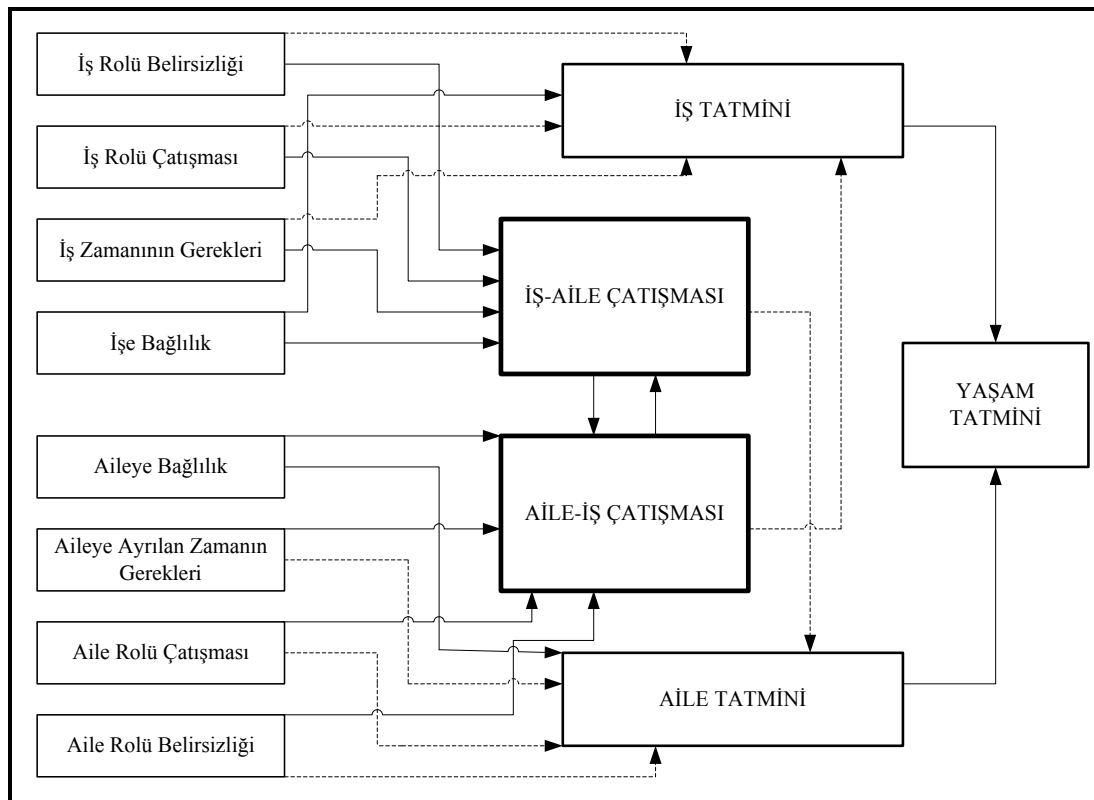 İş Rolü Belirsizliği
İş Rolü Çatışması
İş Zamanının Gerekleri
İşe Bağlılık
Aileye Bağlılık
Aileye Ayrılan Zamanın
Gerekleri
Aile Rolü Çatışması
Aile Rolü Belirsizliği
İŞ TATMİNİ
İŞ-AİLE ÇATIŞMASI
AİLE-İŞ ÇATIŞMASI
AİLE TATMİNİ
YAŞAM
TATMİNİ